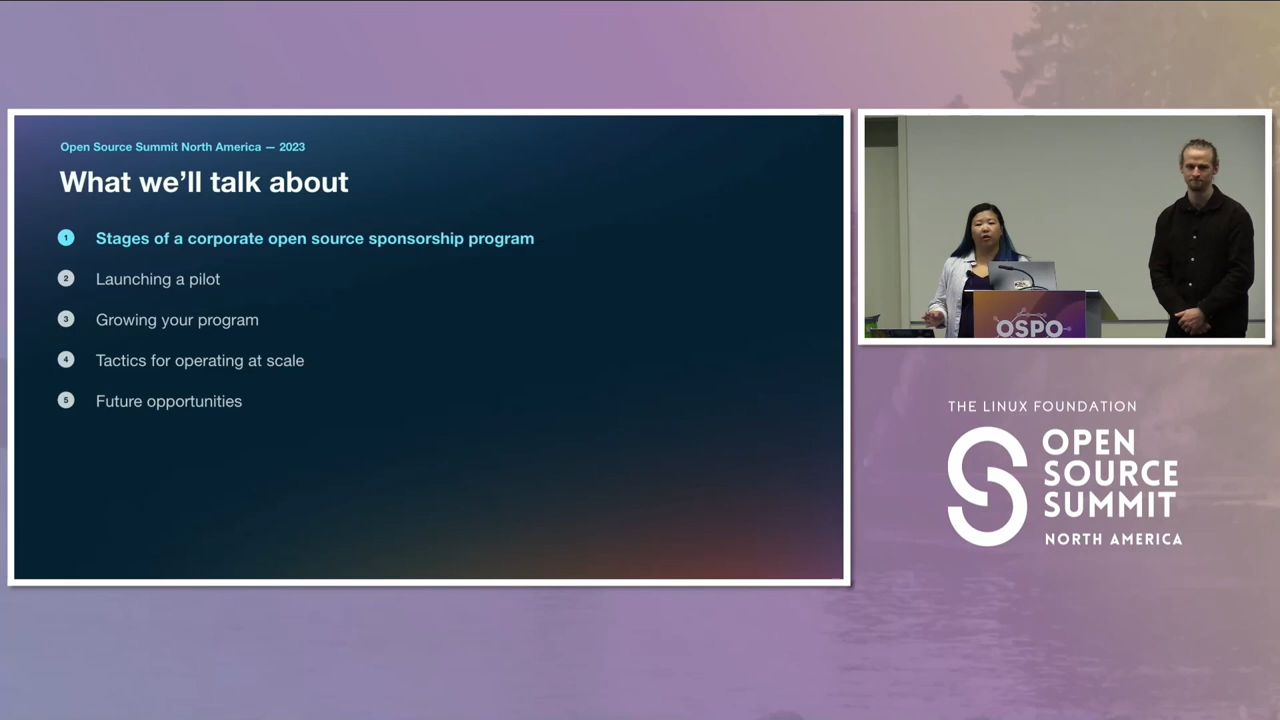 Open Source Summit North America — 2023
What we’ll talk about
1 Stages of a corporate open source sponsorship program
2 Launching a pilot
3 Growing your program
4 Tactics for operating at scale
5 Future opportunities
OSPO
THE LINUX FOUNDATION
OPEN
SOURCE
SUMMIT
NORTH AMERICA